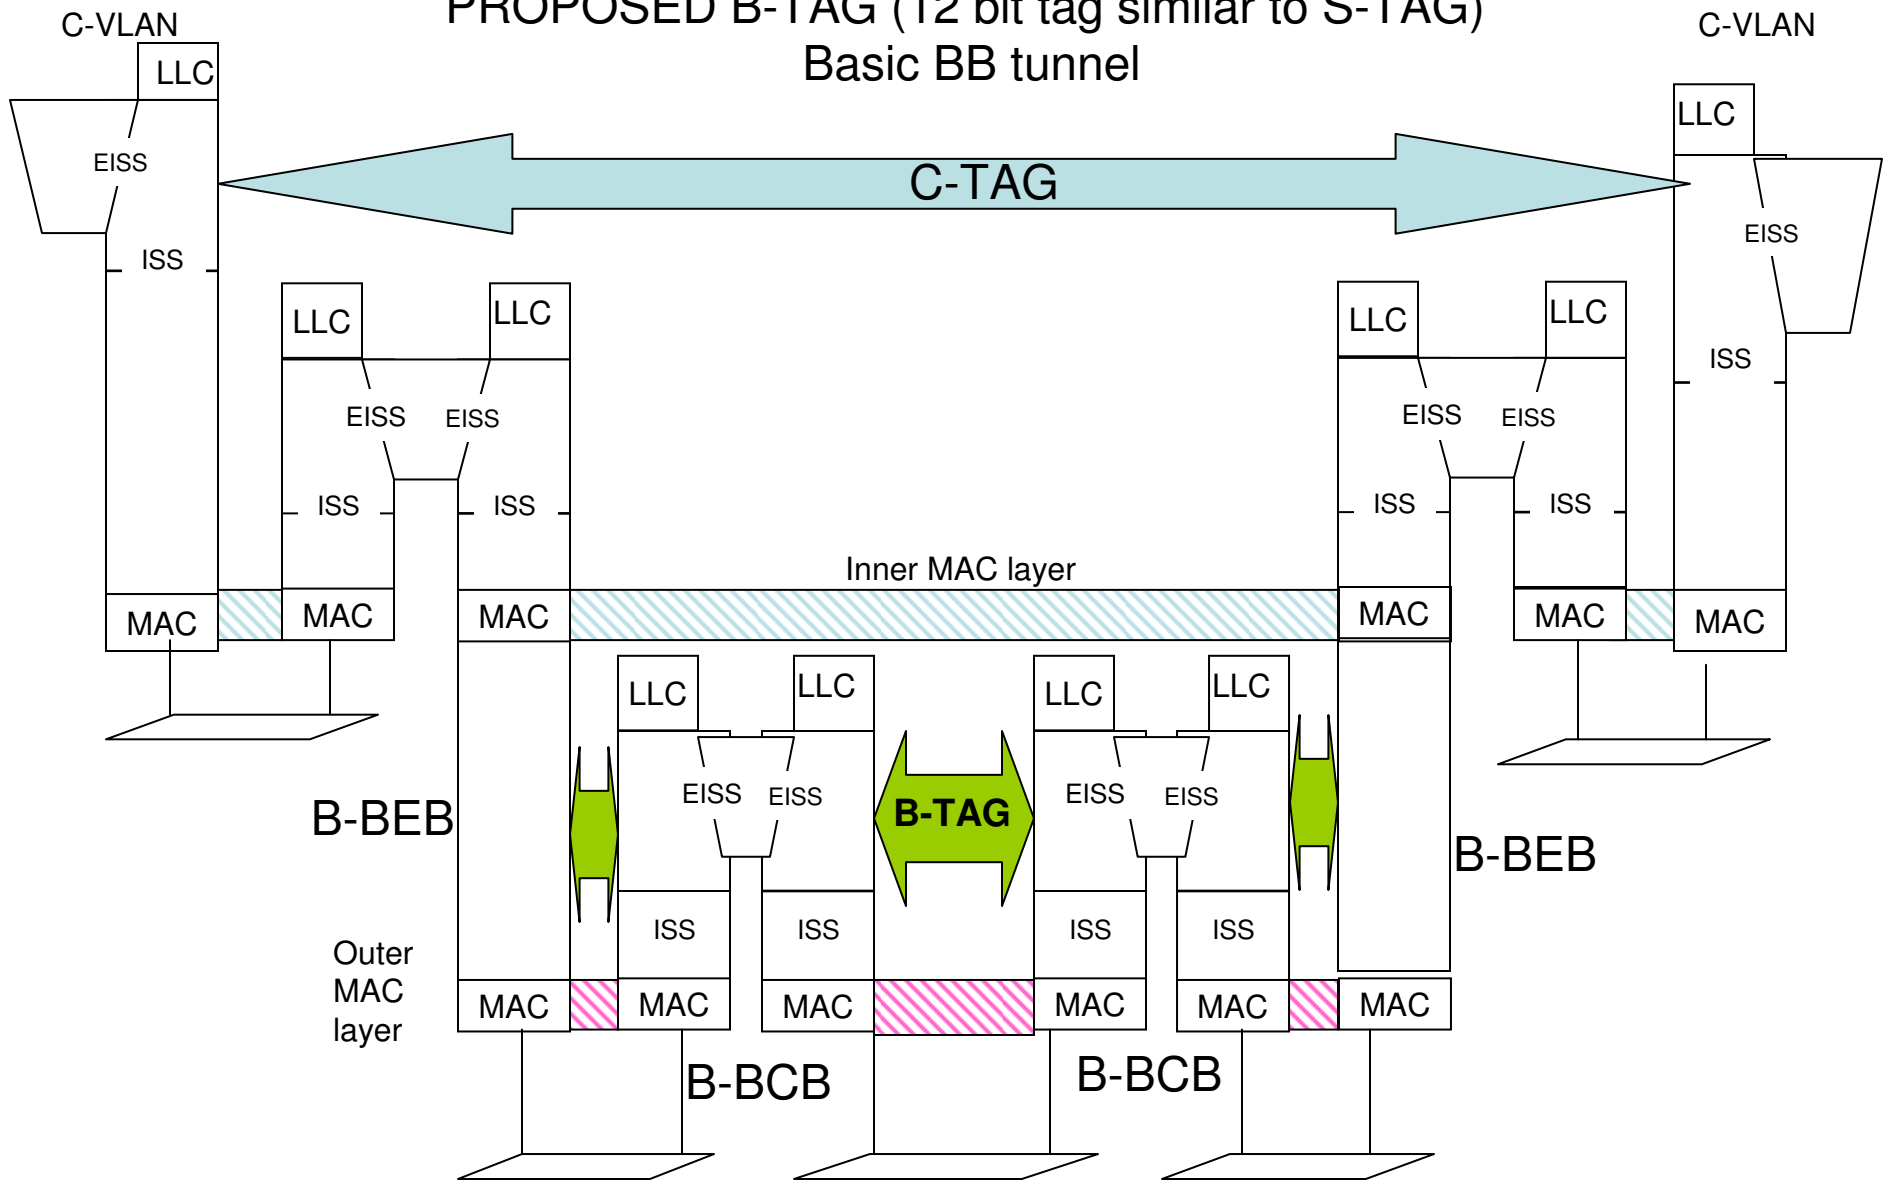 PROPOSED B-TAG (12 bit tag similar to S-TAG)
Basic BB tunnel
C-VLAN
C-VLAN
LLC
LLC
EISS
C-TAG
EISS
ISS
ISS
LLC
LLC
LLC
LLC
EISS
EISS
EISS
EISS
ISS
ISS
ISS
ISS
Inner MAC layer
MAC
MAC
MAC
MAC
MAC
MAC
LLC
LLC
LLC
LLC
B-BEB
EISS
EISS
B-TAG
EISS
EISS
B-BEB
ISS
ISS
ISS
ISS
Outer
MAC
layer
MAC
MAC
MAC
MAC
MAC
MAC
B-BCB
B-BCB